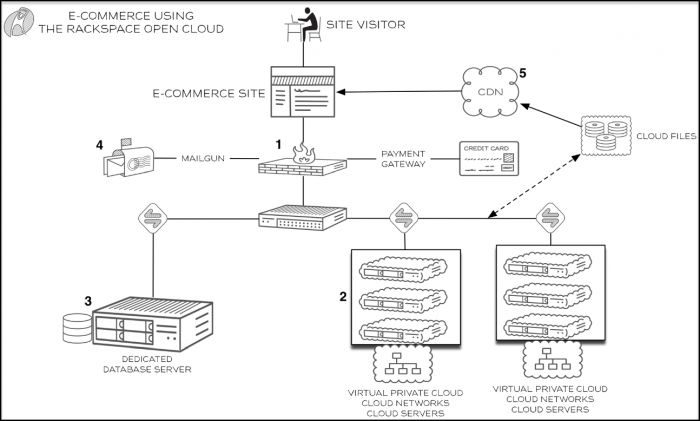 E-COMMERCE USING
THE RACKSPACE OPEN CLOUD
SITE VISITOR
5
CDN
E-COMMERCE SITE
CLOUD FILES
4
MAILGUN
1
PAYMENT
GATEWAY
CREDIT CARD
3
2
DEDICATED
DATABASE SERVER
VIRTUAL PRIVATE CLOUD
CLOUD NETWORKS
CLOUD SERVERS
VIRTUAL PRIVATE CLOUD
CLOUD NETWORKS
CLOUD SERVERS